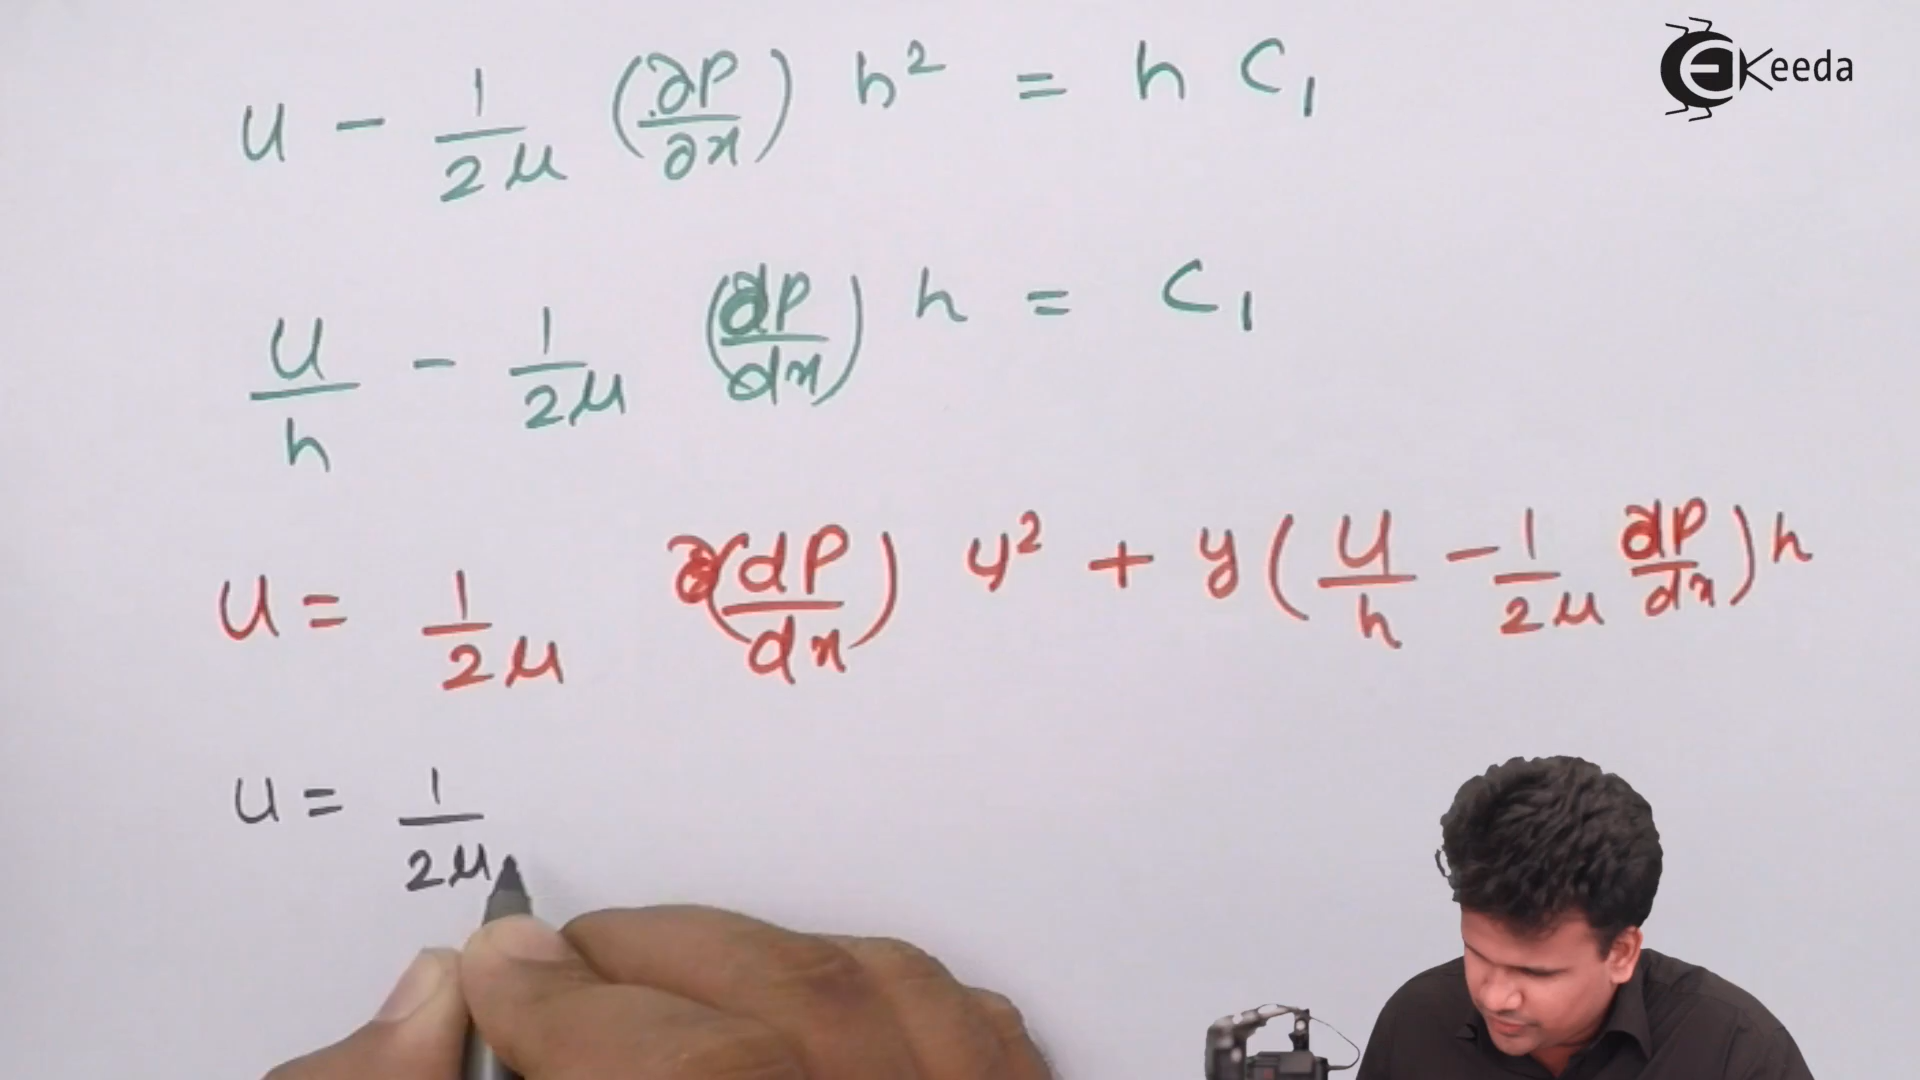 EKeeda
U - 1/2μ (∂P/∂x) h² = h C₁
U/h - 1/2μ (dP/dx) h = C₁
U = 1/2μ (dP/dx) y² + y(U/h - 1/2μ dP/dx)h
U = 1/2μ